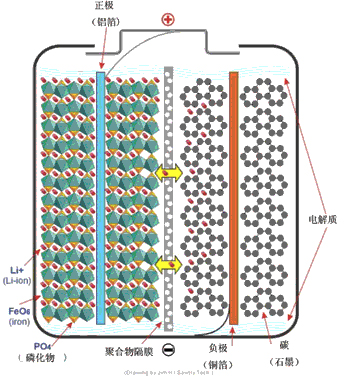 正极
（铝箔）
电解质
Li+
(Li-ion)
FeO6
(iron)
PO4
（磷化物 ）
聚合物隔膜
负极
(铜箔)
碳
(石墨)